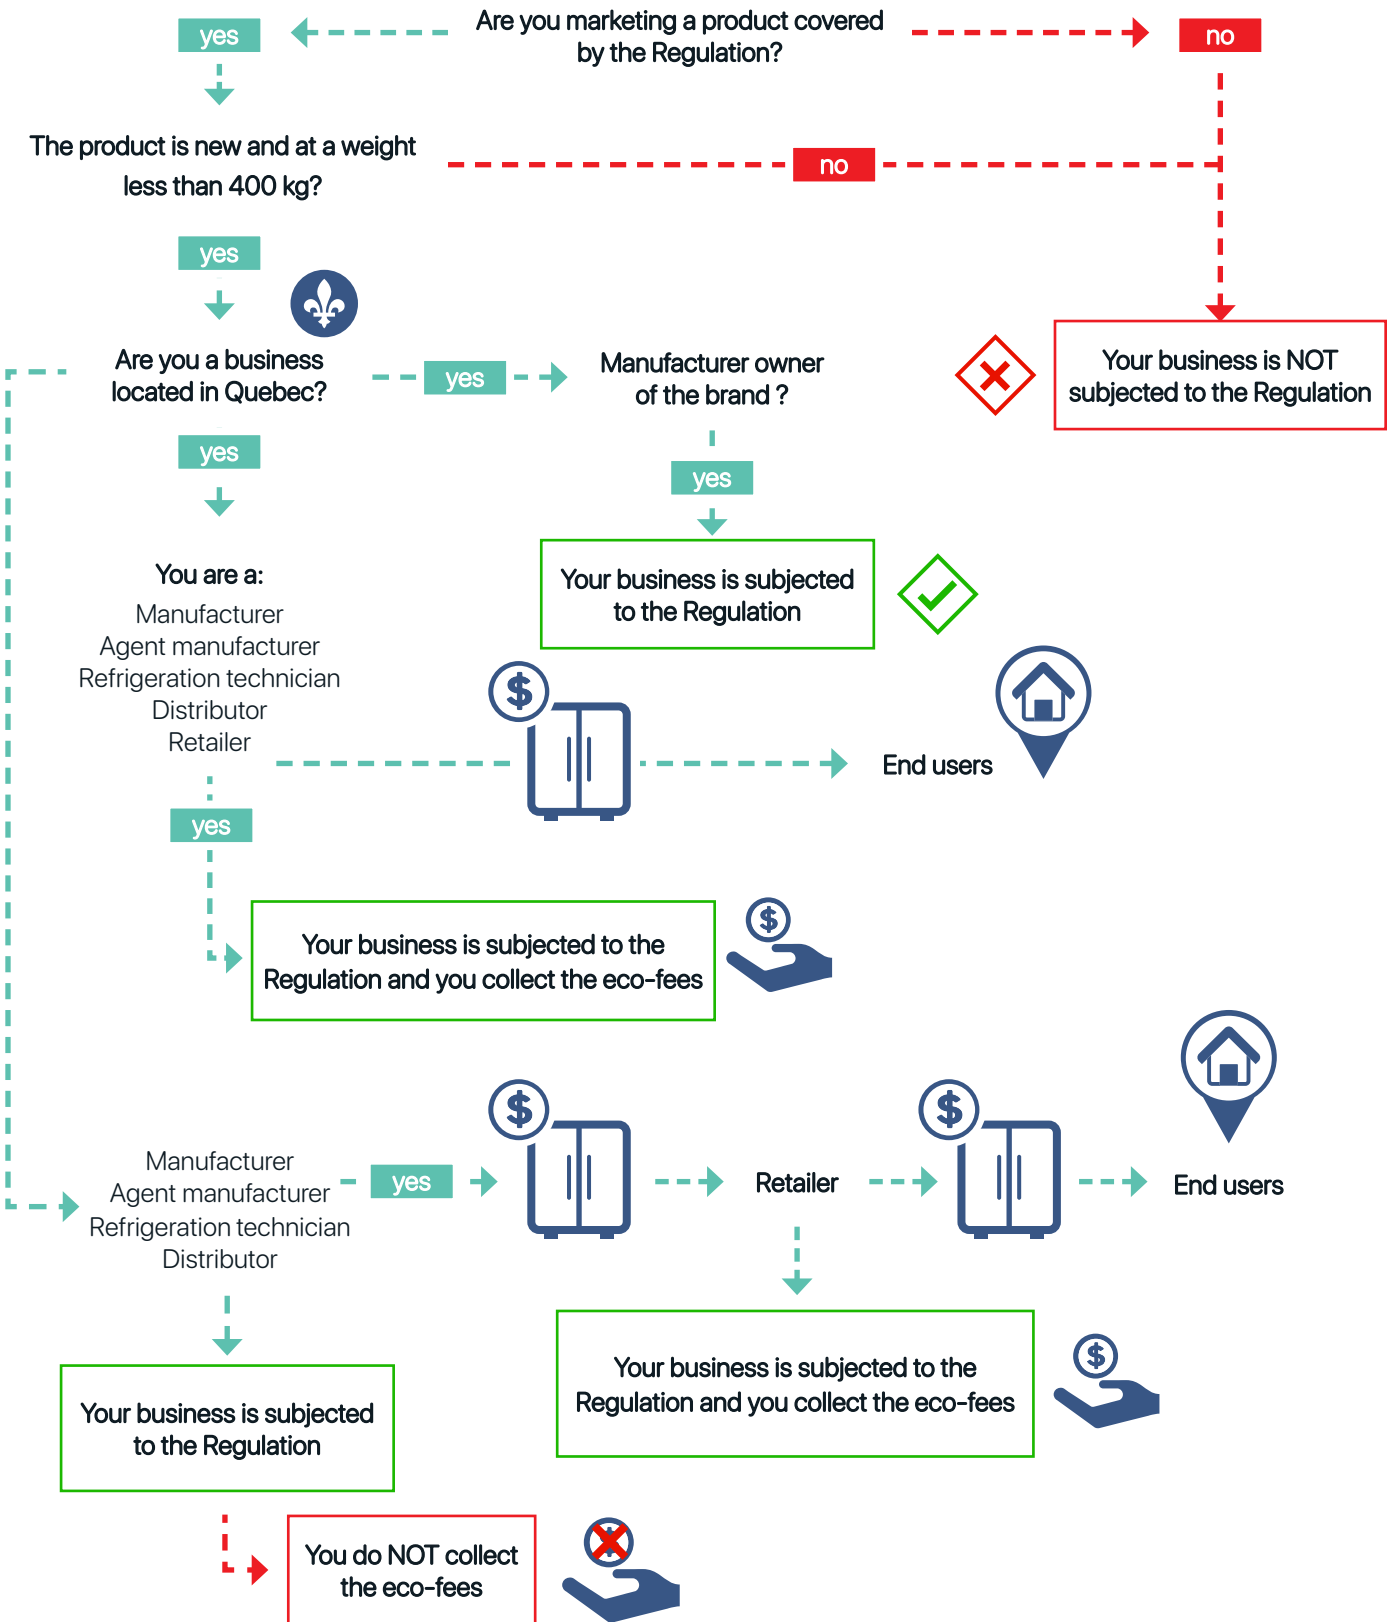 Are you marketing a product covered
by the Regulation?
yes
no
The product is new and at a weight
less than 400 kg?
no
yes
Are you a business
located in Quebec?
yes
Manufacturer owner
of the brand ?
Your business is NOT
subjected to the Regulation
yes
yes
Your business is subjected
to the Regulation
You are a:
Manufacturer
Agent manufacturer
Refrigeration technician
Distributor
Retailer
$
End users
yes
Your business is subjected to the
Regulation and you collect the eco-fees
$
Manufacturer
Agent manufacturer
Refrigeration technician
Distributor
yes
$
Retailer
$
End users
Your business is subjected
to the Regulation
Your business is subjected to the
Regulation and you collect the eco-fees
$
You do NOT collect
the eco-fees